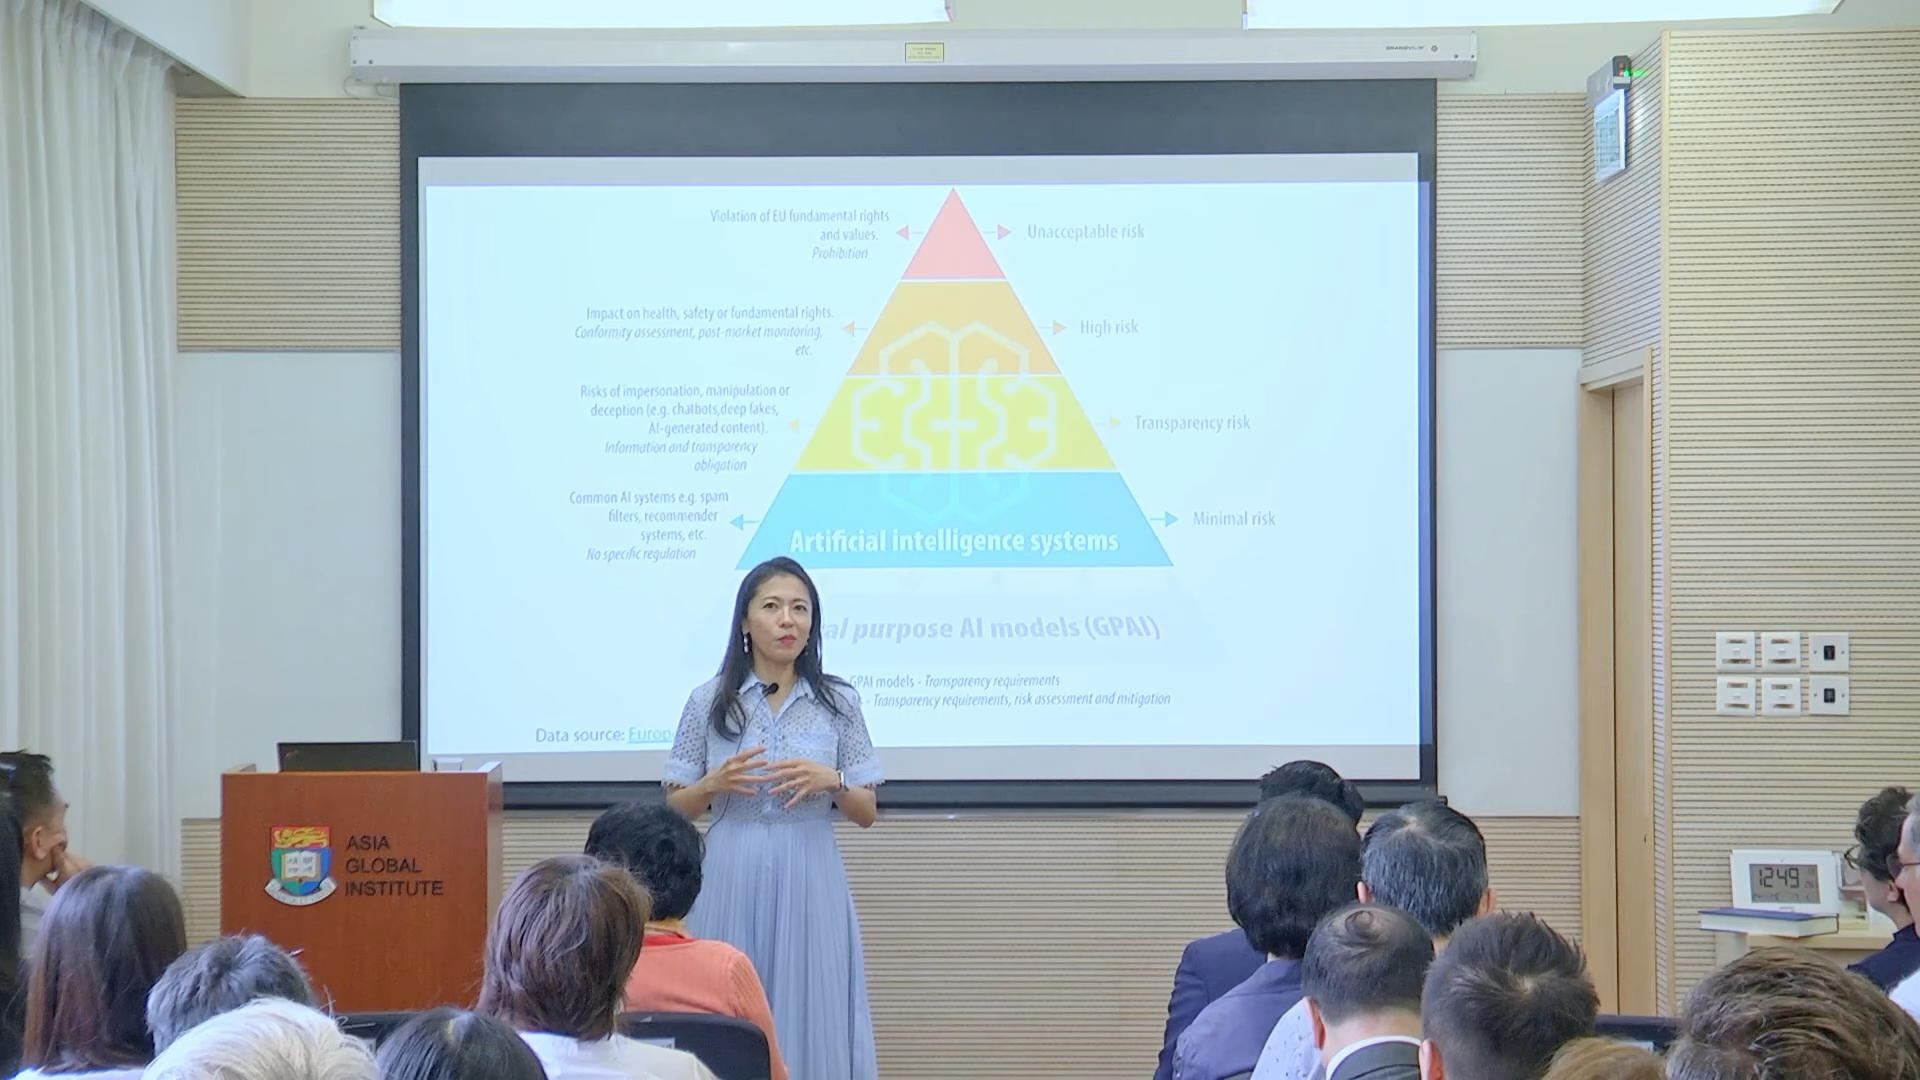 Violation of EU fundamental rights
and values.
Prohibition
Unacceptable risk
Impact on health, safety or fundamental rights.
Conformity assessment, post-market monitoring,
etc.
High risk
Risks of impersonation, manipulation or
deception (e.g. chatbots,deep fakes,
AI-generated content).
Information and transparency
obligation
Transparency risk
Common AI systems e.g. spam
filters, recommender
systems, etc.
No specific regulation
Minimal risk
Artificial intelligence systems
purpose AI models (GPAI)
GPAI models - Transparency requirements
- Transparency requirements, risk assessment and mitigation
Data source:
ASIA
GLOBAL
INSTITUTE
1249